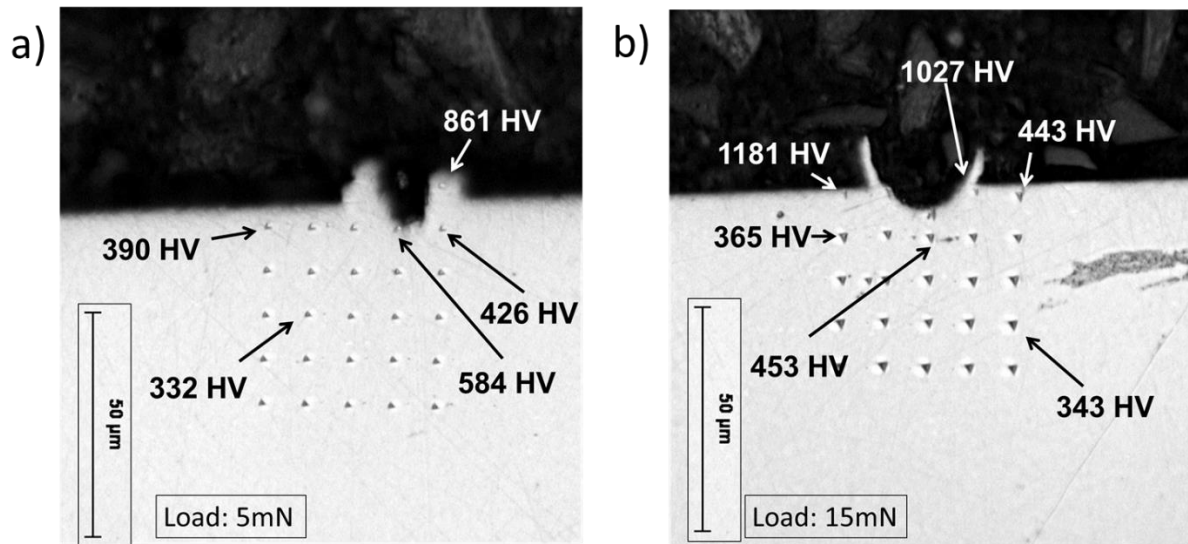 a)
861 HV
390 HV
426 HV
332 HV
584 HV
50 µm
Load: 5mN
b)
1027 HV
1181 HV
443 HV
365 HV
453 HV
343 HV
50 µm
Load: 15mN